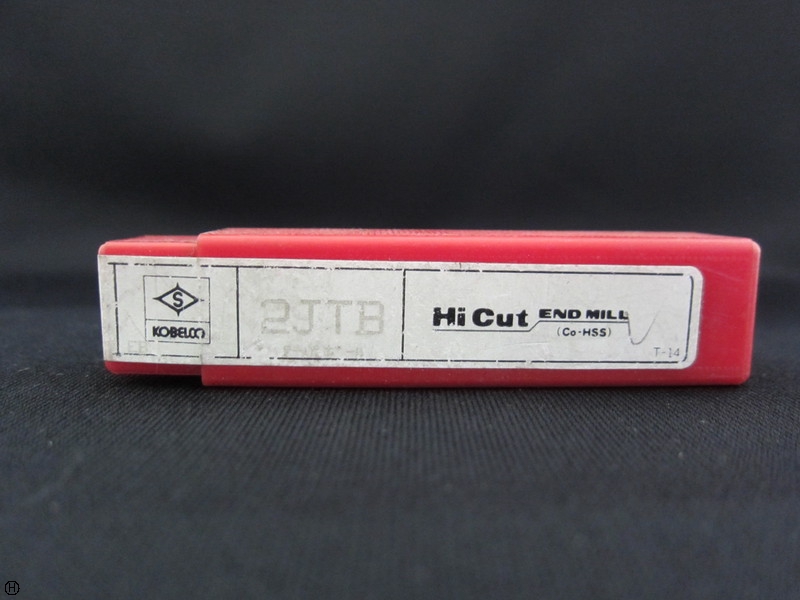 S
KOBELCO
2JTB
Hi Cut END MILL
(Co-HSS)
T-14
H